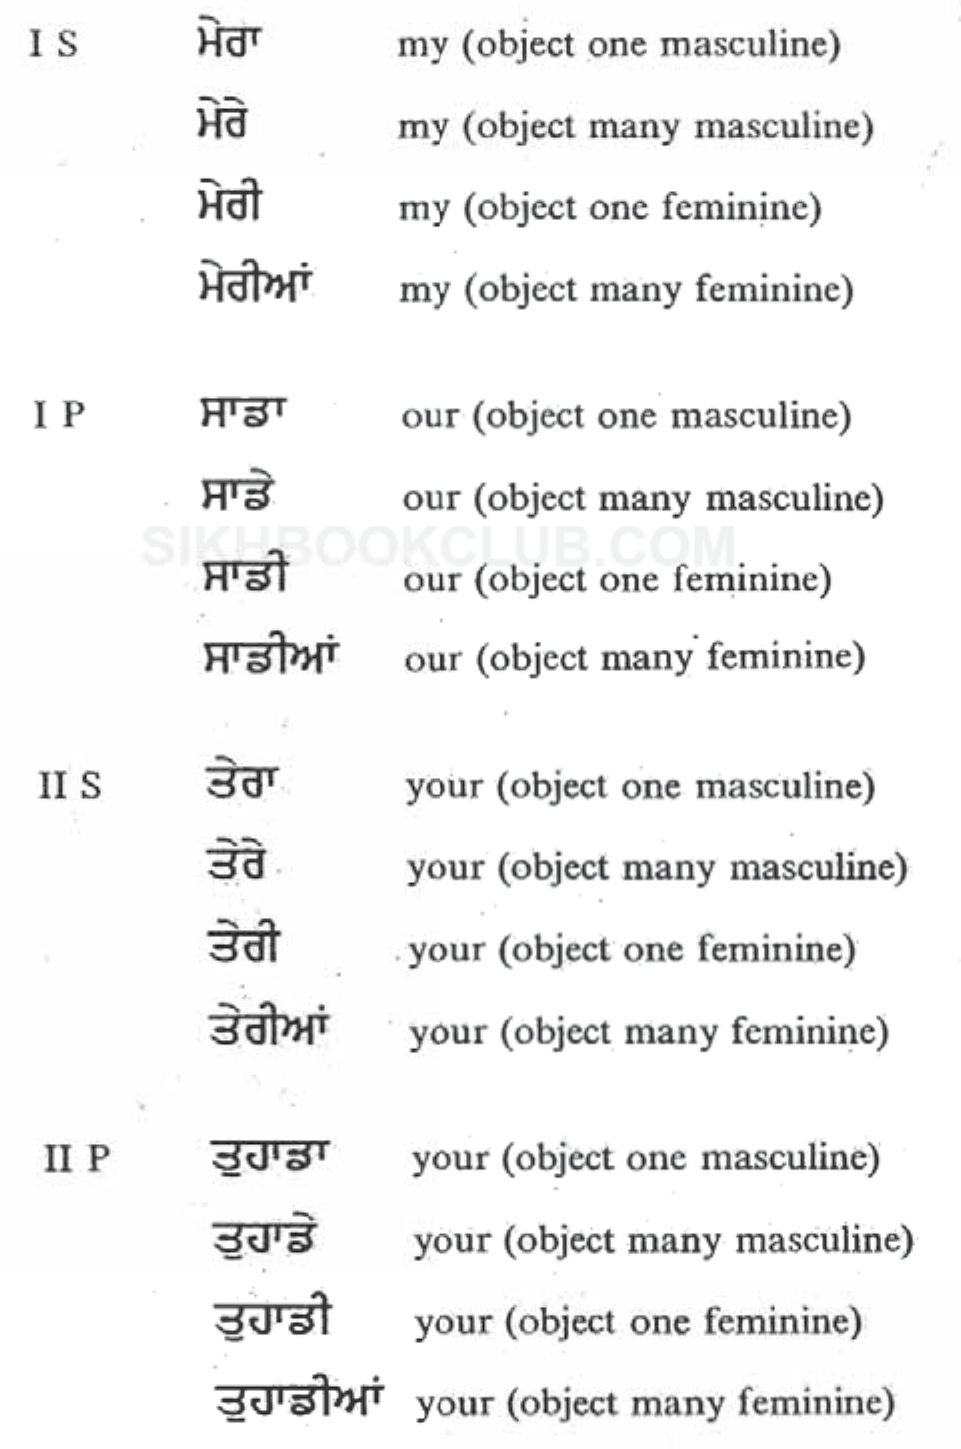 I S ਮੇਰਾ my (object one masculine)
ਮੇਰੇ my (object many masculine)
ਮੇਰੀ my (object one feminine)
ਮੇਰੀਆਂ my (object many feminine)
I P ਸਾਡਾ our (object one masculine)
ਸਾਡੇ our (object many masculine)
SIKHBOOKCLUB.COM
ਸਾਡੀ our (object one feminine)
ਸਾਡੀਆਂ our (object many feminine)
II S ਤੇਰਾ your (object one masculine)
ਤੇਰੇ your (object many masculine)
ਤੇਰੀ your (object one feminine)
ਤੇਰੀਆਂ your (object many feminine)
II P ਤੁਹਾਡਾ your (object one masculine)
ਤੁਹਾਡੇ your (object many masculine)
ਤੁਹਾਡੀ your (object one feminine)
ਤੁਹਾਡੀਆਂ your (object many feminine)